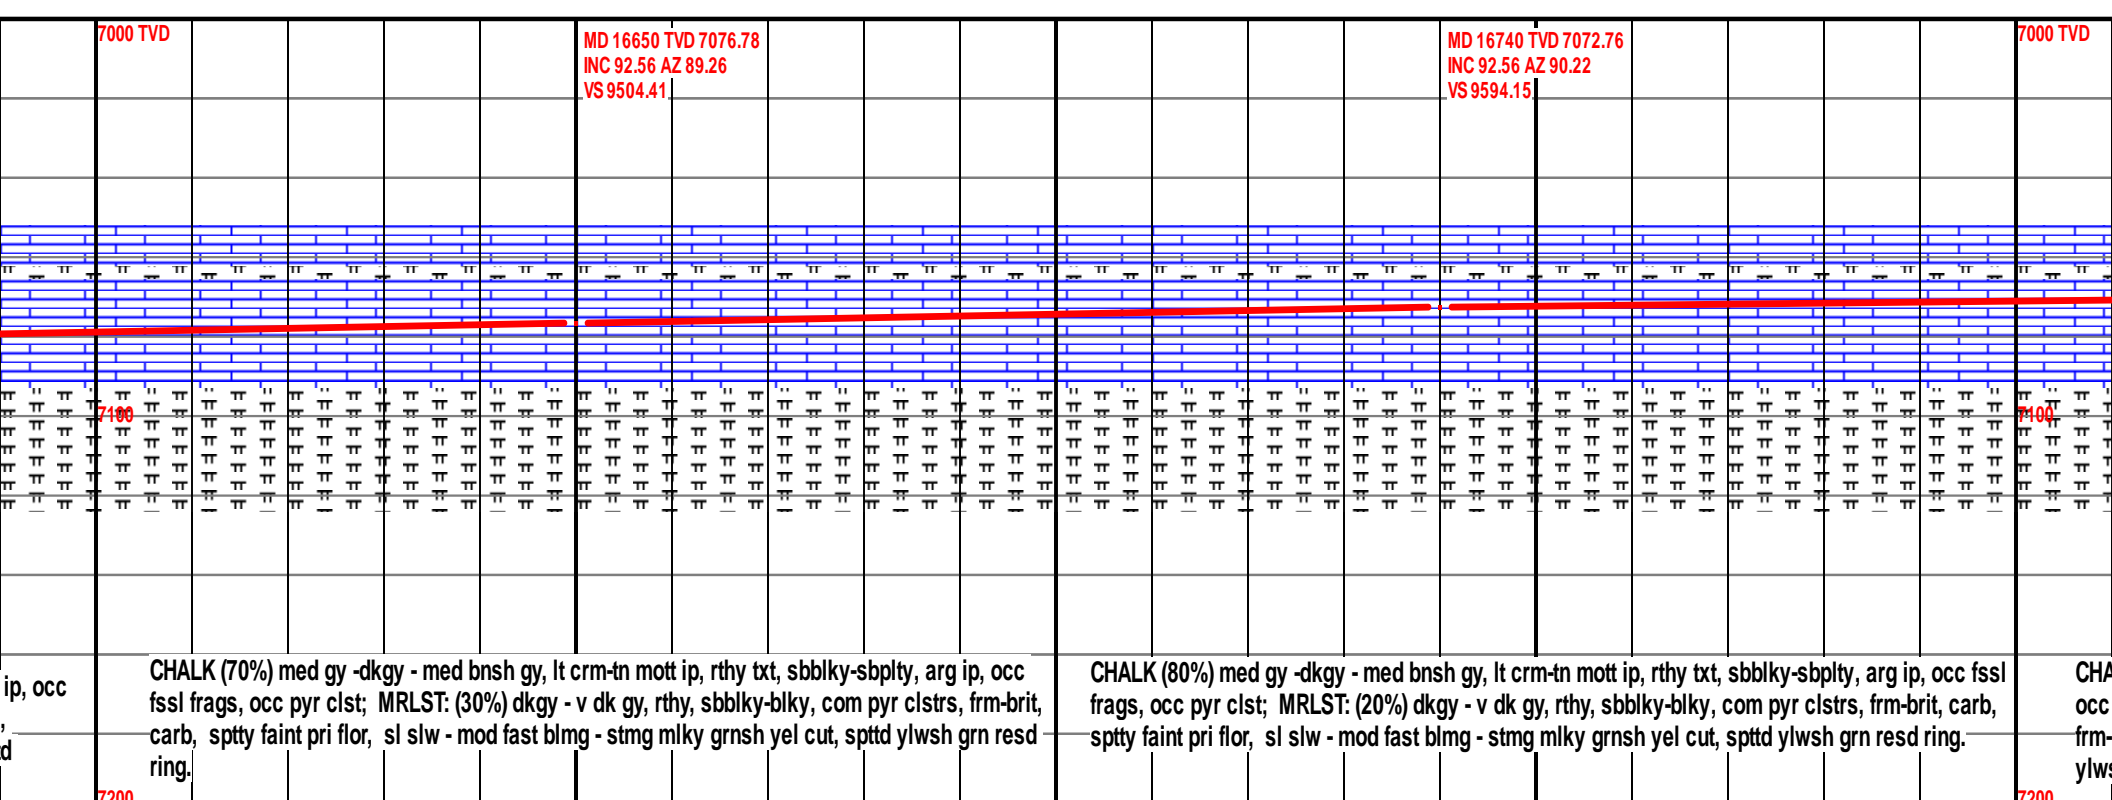 7000 TVD
MD 16650 TVD 7076.78
INC 92.56 AZ 89.26
VS 9504.41
MD 16740 TVD 7072.76
INC 92.56 AZ 90.22
VS 9594.15
7000 TVD
7100
7100
ip, occ
,
d
CHALK (70%) med gy -dkgy - med bnsh gy, lt crm-tn mott ip, rthy txt, sbblky-sbplty, arg ip, occ
fssl frags, occ pyr clst;  MRLST: (30%) dkgy - v dk gy, rthy, sbblky-blky, com pyr clstrs, frm-brit,
carb,  sptty faint pri flor,  sl slw - mod fast blmg - stmg mlky grnsh yel cut, spttd ylwsh grn resd
ring.
CHALK (80%) med gy -dkgy - med bnsh gy, lt crm-tn mott ip, rthy txt, sbblky-sbplty, arg ip, occ fssl
frags, occ pyr clst;  MRLST: (20%) dkgy - v dk gy, rthy, sbblky-blky, com pyr clstrs, frm-brit, carb,
sptty faint pri flor,  sl slw - mod fast blmg - stmg mlky grnsh yel cut, spttd ylwsh grn resd ring.
CHA
occ
frm-
ylws
7200
7200